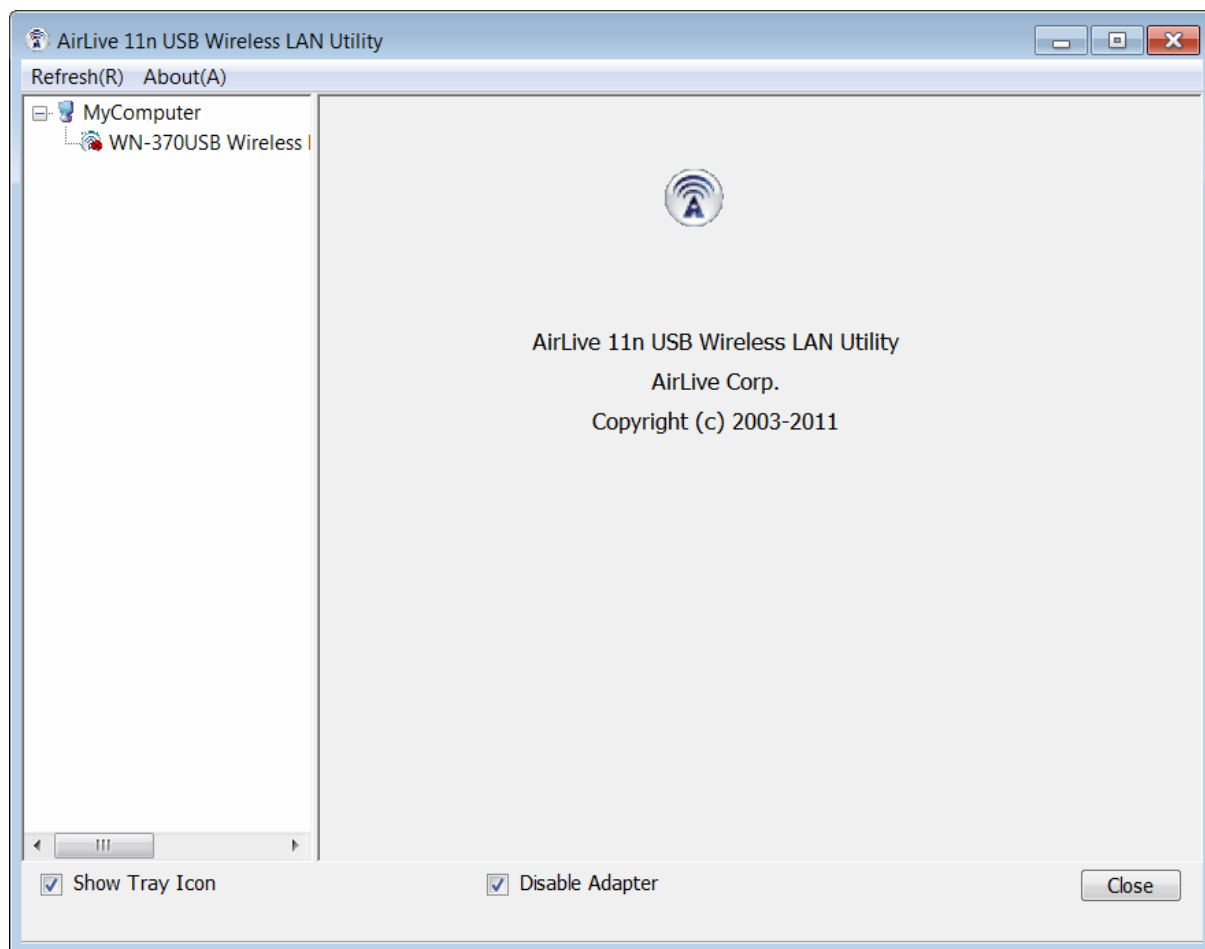 AirLive 11n USB Wireless LAN Utility
Refresh(R) About(A)
MyComputer
WN-370USB Wireless
AirLive 11n USB Wireless LAN Utility
AirLive Corp.
Copyright (c) 2003-2011
Show Tray Icon
Disable Adapter
Close